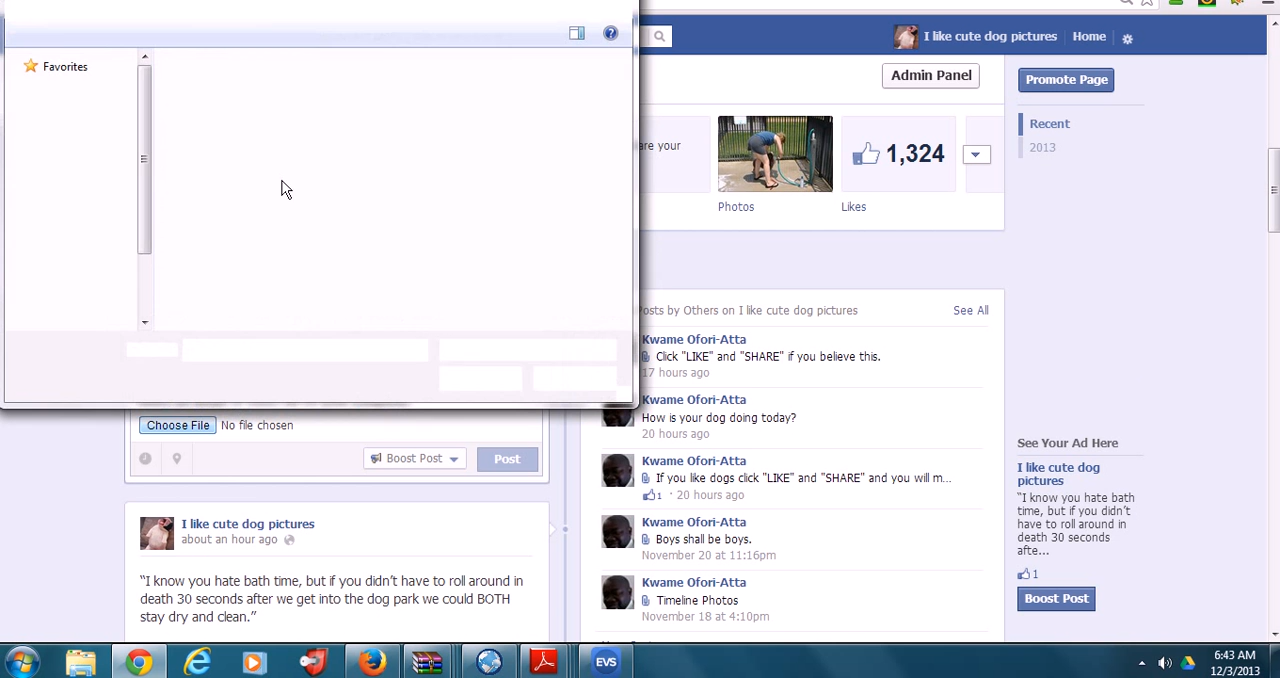 I like cute dog pictures Home
Favorites
Admin Panel
Promote Page
Recent
2013
are your
1,324
Photos
Likes
Posts by Others on I like cute dog pictures See All
Kwame Ofori-Atta
Click "LIKE" and "SHARE" if you believe this.
17 hours ago
Kwame Ofori-Atta
How is your dog doing today?
20 hours ago
Kwame Ofori-Atta
If you like dogs click "LIKE" and "SHARE" and you will m...
1 · 20 hours ago
Kwame Ofori-Atta
Boys shall be boys.
November 20 at 11:16pm
Kwame Ofori-Atta
Timeline Photos
November 18 at 4:10pm
Choose File No file chosen
Boost Post Post
I like cute dog pictures
about an hour ago
“I know you hate bath time, but if you didn’t have to roll around in
death 30 seconds after we get into the dog park we could BOTH
stay dry and clean.”
See Your Ad Here
I like cute dog
pictures
“I know you hate bath
time, but if you didn’t
have to roll around in
death 30 seconds
afte...
1
Boost Post
EVS
6:43 AM
12/3/2013